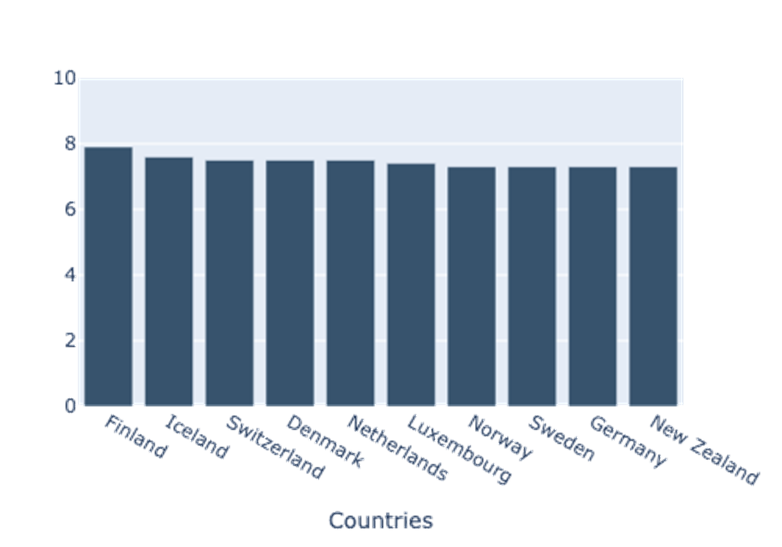 10
8
6
4
2
0
Finland
Iceland
Switzerland
Denmark
Netherlands
Luxembourg
Norway
Sweden
Germany
New Zealand
Countries